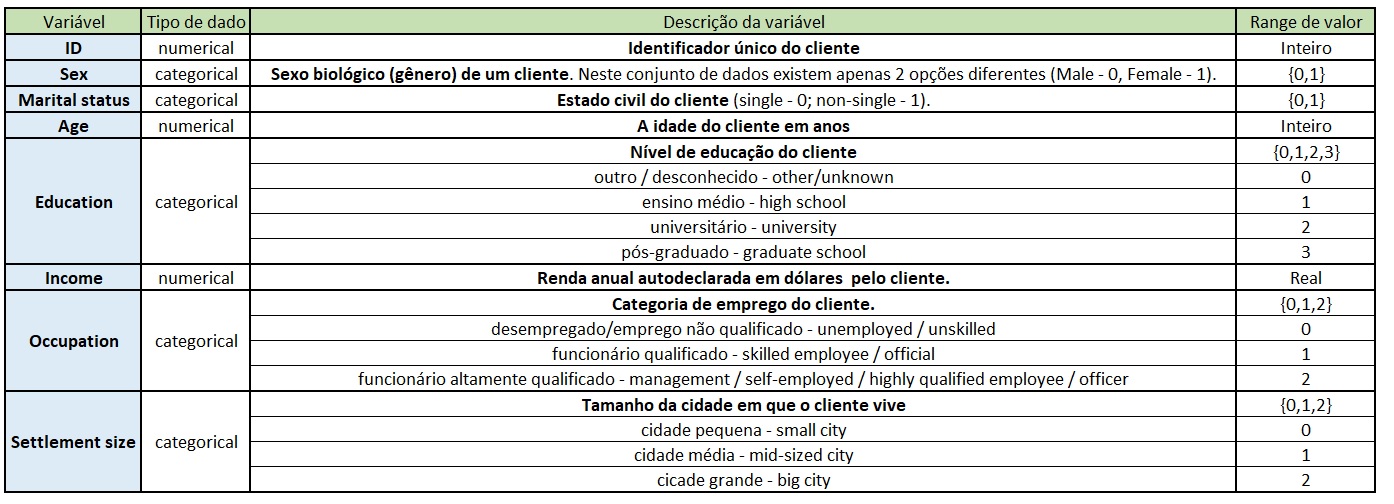 Variável Tipo de dado Descrição da variável Range de valor
ID numerical Identificador único do cliente Inteiro
Sex categorical Sexo biológico (gênero) de um cliente. Neste conjunto de dados existem apenas 2 opções diferentes (Male - 0, Female - 1). {0,1}
Marital status categorical Estado civil do cliente (single - 0; non-single - 1). {0,1}
Age numerical A idade do cliente em anos Inteiro
Education categorical Nível de educação do cliente {0,1,2,3}
outro / desconhecido - other/unknown 0
ensino médio - high school 1
universitário - university 2
pós-graduado - graduate school 3
Income numerical Renda anual autodeclarada em dólares  pelo cliente. Real
Occupation categorical Categoria de emprego do cliente. {0,1,2}
desempregado/emprego não qualificado - unemployed / unskilled 0
funcionário qualificado - skilled employee / official 1
funcionário altamente qualificado - management / self-employed / highly qualified employee / officer 2
Settlement size categorical Tamanho da cidade em que o cliente vive {0,1,2}
cidade pequena - small city 0
cidade média - mid-sized city 1
cicade grande - big city 2